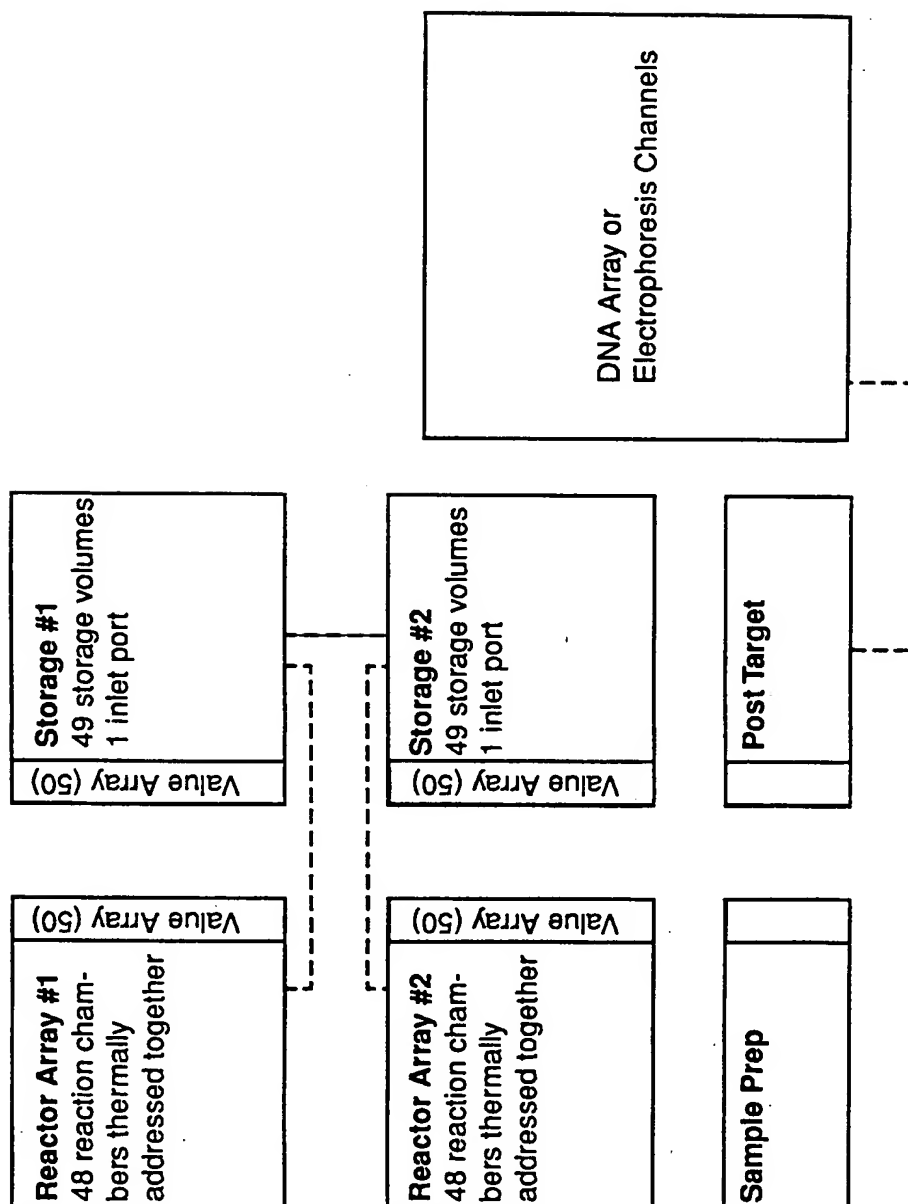 Reactor Array #1
48 reaction cham-
bers thermally
addressed together
Value Array (50)
Value Array (50)
Storage #1
49 storage volumes
1 inlet port
Reactor Array #2
48 reaction cham-
bers thermally
addressed together
Value Array (50)
Value Array (50)
Storage #2
49 storage volumes
1 inlet port
DNA Array or
Electrophoresis Channels
Sample Prep
Post Target